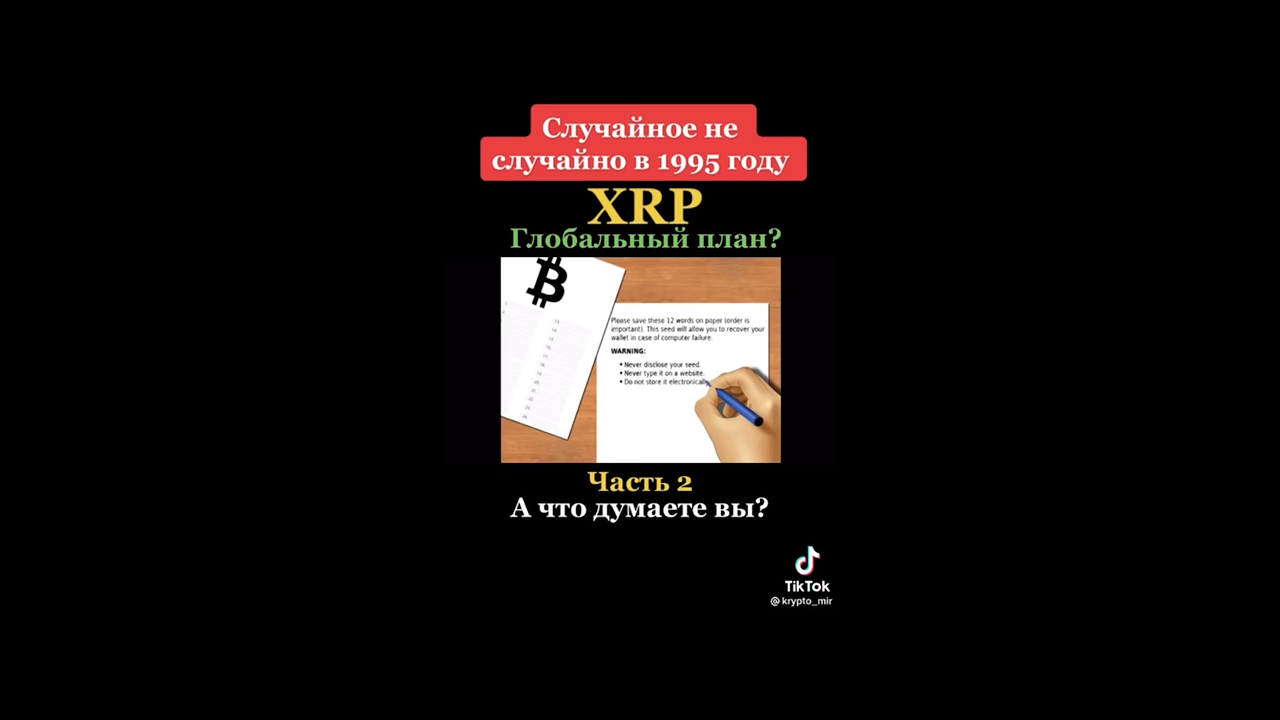 Случайное не
случайно в 1995 году
XRP
Глобальный план?
Please save these 12 words on paper (order is
important). This seed will allow you to recover your
wallet in case of computer failure.
WARNING:
• Never disclose your seed.
• Never type it on a website.
• Do not store it electronically
Часть 2
А что думаете вы?
TikTok
@krypto_mir